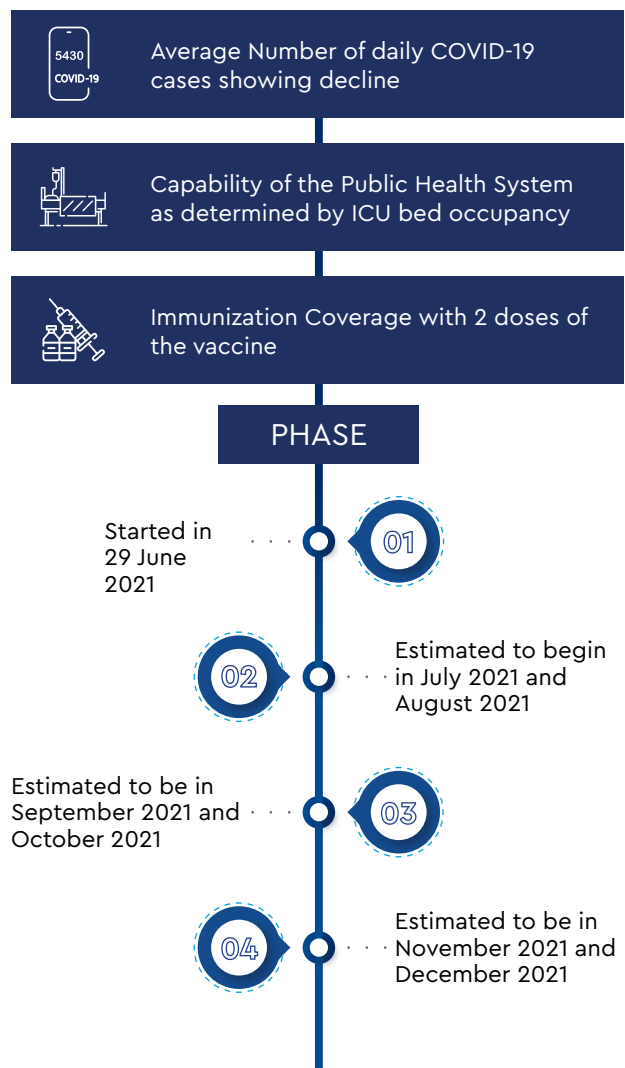 5430
COVID-19
Average Number of daily COVID-19
cases showing decline
Capability of the Public Health System
as determined by ICU bed occupancy
Immunization Coverage with 2 doses of
the vaccine
PHASE
Started in
29 June
2021
01
02
Estimated to begin
in July 2021 and
August 2021
Estimated to be in
September 2021 and
October 2021
03
04
Estimated to be in
November 2021 and
December 2021